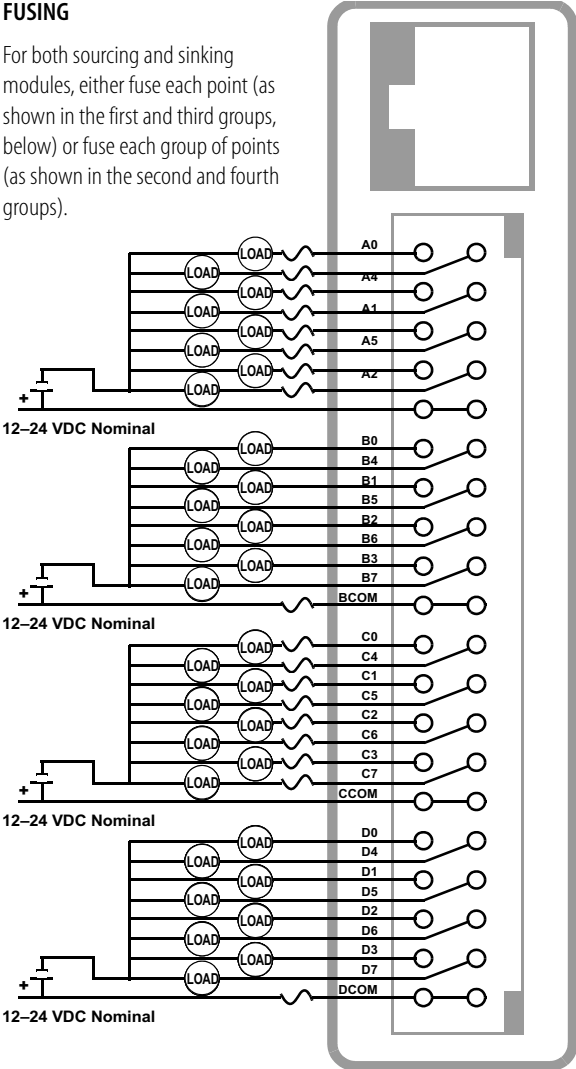 FUSING
For both sourcing and sinking
modules, either fuse each point (as
shown in the first and third groups,
below) or fuse each group of points
(as shown in the second and fourth
groups).
LOAD A0
LOAD A4
LOAD
LOAD A1
LOAD
LOAD A5
LOAD
LOAD A2
+
12–24 VDC Nominal
LOAD B0
LOAD B4
LOAD B1
LOAD B5
LOAD B2
LOAD B6
LOAD B3
LOAD B7
+ BCOM
12–24 VDC Nominal
LOAD C0
LOAD C4
LOAD C1
LOAD C5
LOAD C2
LOAD C6
LOAD C3
LOAD C7
+ CCOM
12–24 VDC Nominal
LOAD D0
LOAD D4
LOAD D1
LOAD D5
LOAD D2
LOAD D6
LOAD D3
LOAD D7
+ DCOM
12–24 VDC Nominal